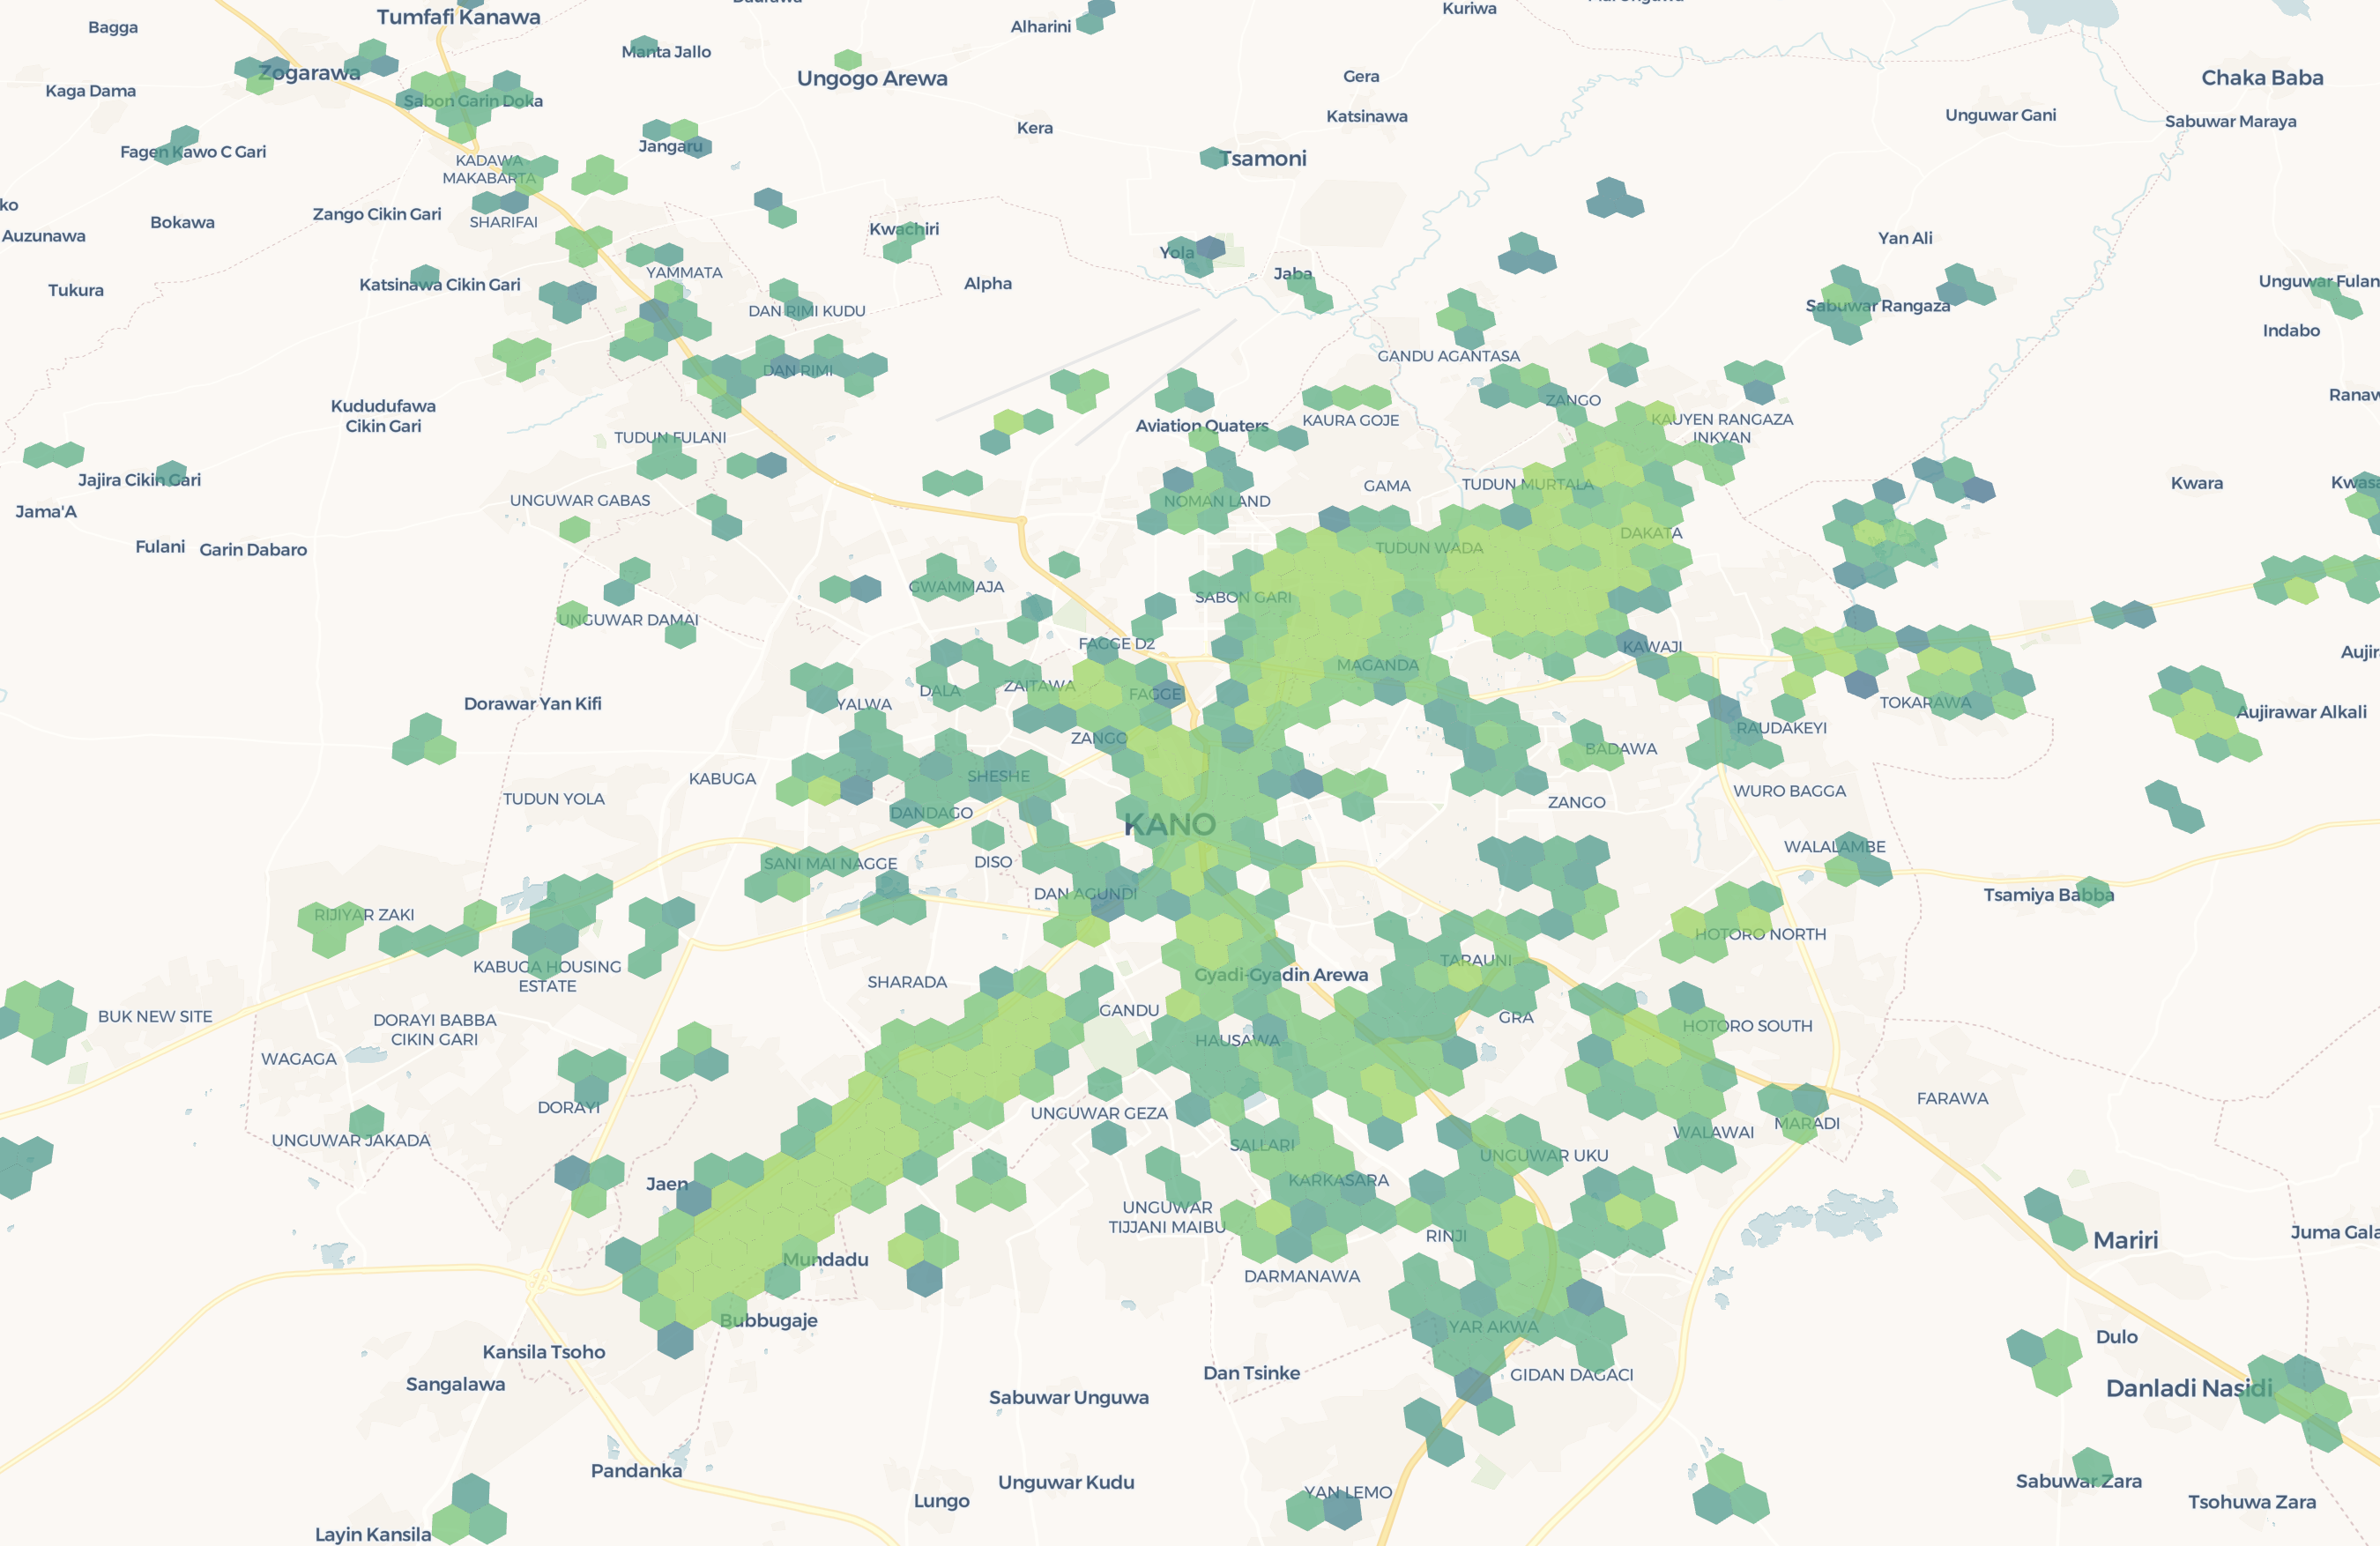 Tumfafi Kanawa
Bagga
Alharini
Kuriwa
Manta Jallo
Zogarawa
Ungogo Arewa
Gera
Chaka Baba
Kaga Dama
Sabon Garin Doka
Katsinawa
Unguwar Gani
Sabuwar Maraya
Kera
Fagen Kawo C Gari
Jangaru
KADAWA
MAKABARTA
Tsamoni
ko
Zango Cikin Gari
Bokawa
SHARIFAI
Kwachiri
Auzunawa
Yan Ali
Yola
Jaba
YAMMATA
Katsinawa Cikin Gari
Alpha
Unguwar Fulan
Tukura
DAN RIMI KUDU
Sabuwar Rangaza
Indabo
GANDU AGANTASA
DAN RIMI
Ranaw
ZANGO
Kududufawa
Cikin Gari
KAURA GOJE
KAUYEN RANGAZA
INKYAN
Aviation Quaters
TUDUN FULANI
Jajira Cikin Gari
GAMA
TUDUN MURTALA
Kwara
Kwasa
UNGUWAR GABAS
NOMAN LAND
Jama'A
DAKATA
Fulani
Garin Dabaro
TUDUN WADA
GWAMMAJA
SABON GARI
UNGUWAR DAMAI
FAGGE D2
KAWAJI
Aujir
MAGANDA
ZAITAWA
DALA
FAGGE
Dorawar Yan Kifi
YALWA
TOKARAWA
Aujirawar Alkali
RAUDAKEYI
ZANGO
BADAWA
KABUGA
SHESHE
TUDUN YOLA
ZANGO
WURO BAGGA
DANDAGO
KANO
WALALAMBE
SANI MAI NAGGE
DISO
DAN AGUNDI
Tsamiya Babba
RIJIYAR ZAKI
HOTORO NORTH
KABUGA HOUSING
ESTATE
TARAUNI
SHARADA
Gyadi-Gyadin Arewa
GANDU
BUK NEW SITE
GRA
DORAYI BABBA
CIKIN GARI
HOTORO SOUTH
HAUSAWA
WAGAGA
FARAWA
DORAYI
UNGUWAR GEZA
MARADI
UNGUWAR JAKADA
WALAWAI
SALLARI
UNGUWAR UKU
Jaen
KARKASARA
UNGUWAR
TIJJANI MAIBU
RINJI
Mariri
Juma Gala
Mundadu
DARMANAWA
Bubbugaje
YAR AKWA
Dulo
Kansila Tsoho
Dan Tsinke
GIDAN DAGACI
Sangalawa
Danladi Nasidi
Sabuwar Unguwa
Pandanka
Unguwar Kudu
Sabuwar Zara
YAN LEMO
Lungo
Tsohuwa Zara
Layin Kansila